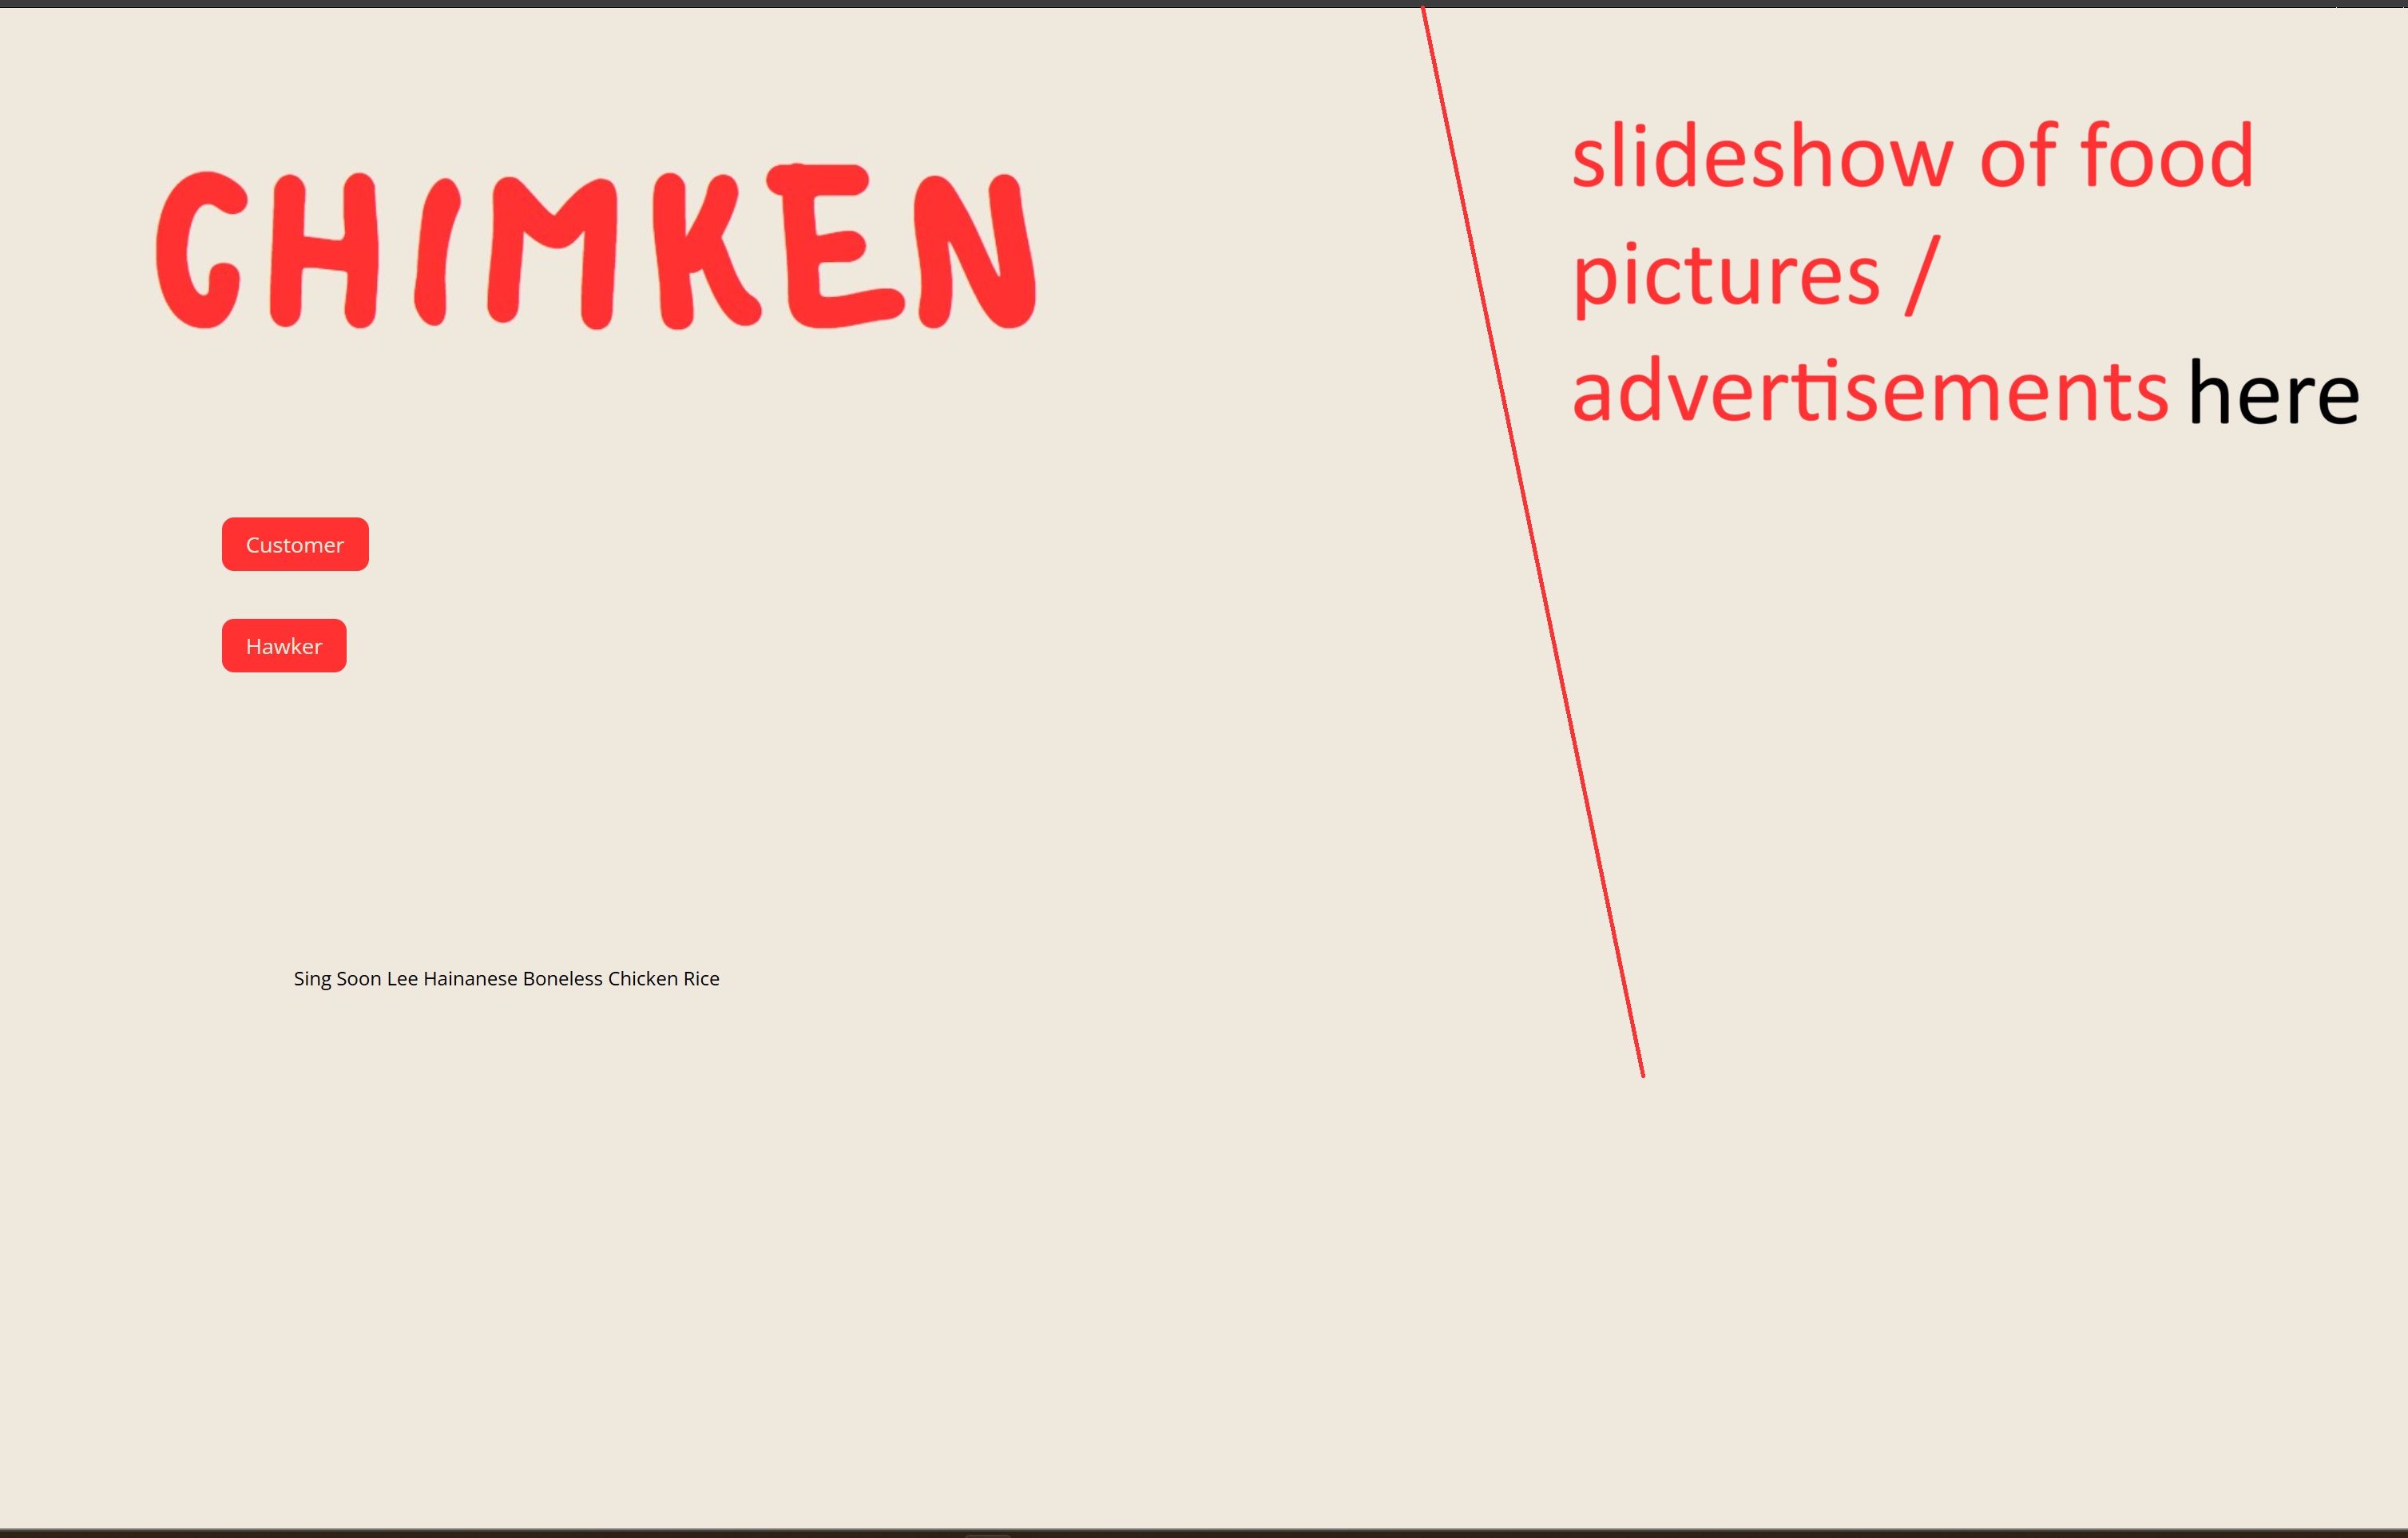 CHIMKEN
slideshow of food
pictures /
advertisements here
Customer
Hawker
Sing Soon Lee Hainanese Boneless Chicken Rice